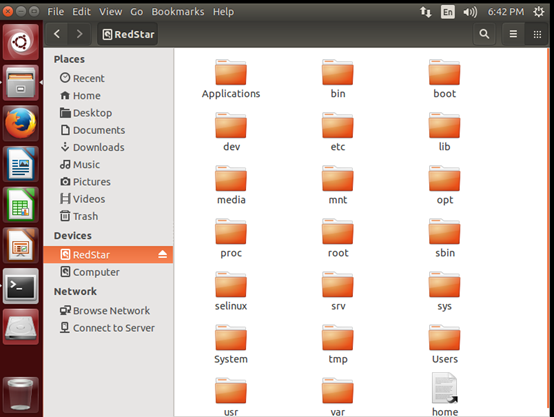 File Edit View Go Bookmarks Help En 6:42 PM
RedStar
Places
Recent
Home
Desktop
Documents
Downloads
Music
Pictures
Videos
Trash
Devices
RedStar
Computer
Network
Browse Network
Connect to Server
Applications bin boot
dev etc lib
media mnt opt
proc root sbin
selinux srv sys
System tmp Users
usr var home